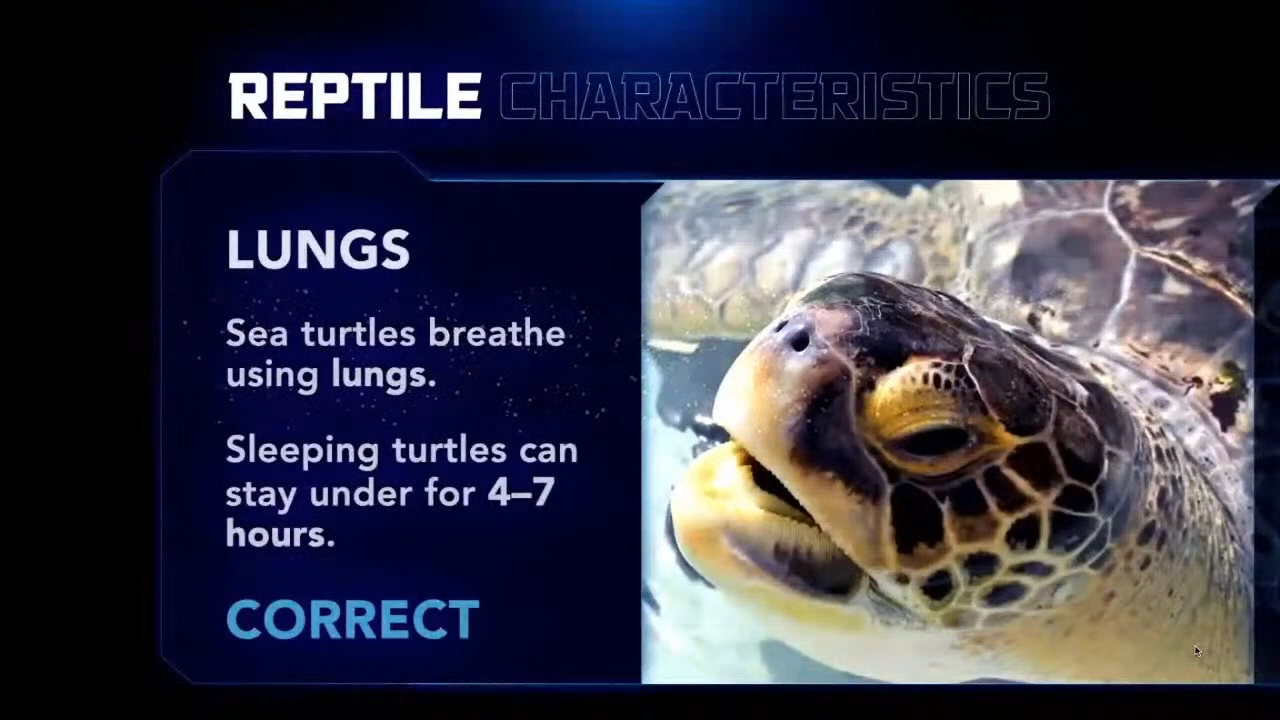 REPTILE CHARACTERISTICS
LUNGS
Sea turtles breathe
using lungs.
Sleeping turtles can
stay under for 4–7
hours.
CORRECT